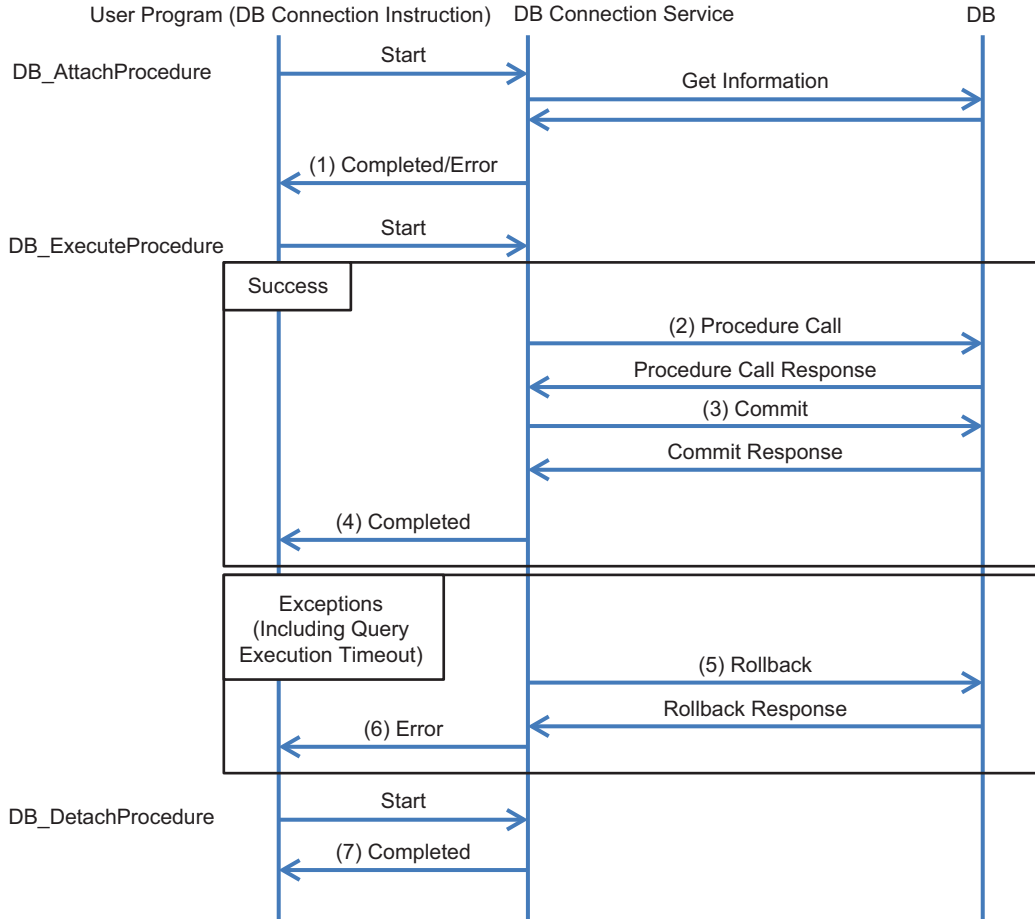 User Program (DB Connection Instruction)
DB Connection Service
DB
DB_AttachProcedure
Start
Get Information
(1) Completed/Error
DB_ExecuteProcedure
Start
Success
(2) Procedure Call
Procedure Call Response
(3) Commit
Commit Response
(4) Completed
Exceptions
(Including Query
Execution Timeout)
(5) Rollback
Rollback Response
(6) Error
DB_DetachProcedure
Start
(7) Completed